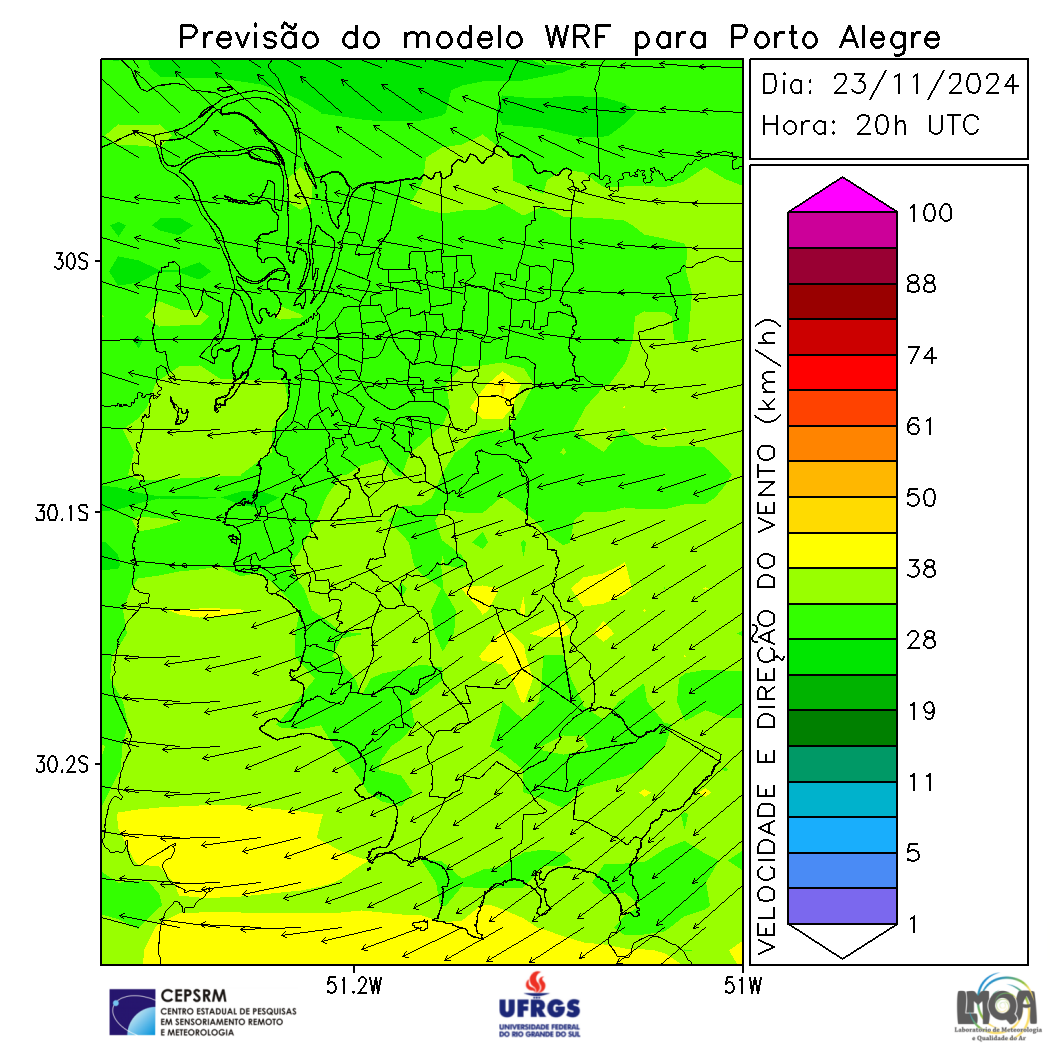 Previsão do modelo WRF para Porto Alegre
Dia: 23/11/2024
Hora: 20h UTC
30S
30.1S
30.2S
51.2W
51W
VELOCIDADE E DIREÇÃO DO VENTO (km/h)
100
88
74
61
50
38
28
19
11
5
1
CEPSRM
CENTRO ESTADUAL DE PESQUISAS
EM SENSORIAMENTO REMOTO
E METEOROLOGIA
UFRGS
UNIVERSIDADE FEDERAL
DO RIO GRANDE DO SUL
LMQA
Laboratório de Meteorologia
e Qualidade do Ar